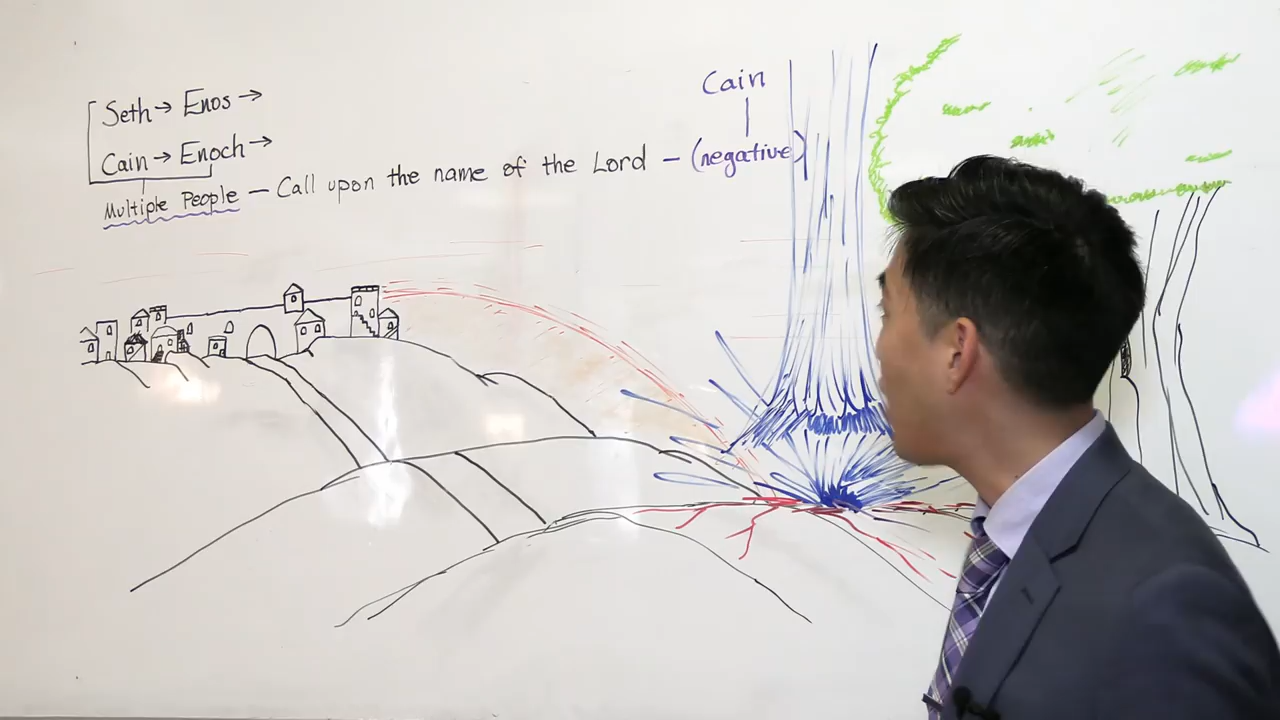 Seth → Enos →
Cain → Enoch →
Multiple People — Call upon the name of the Lord — (negative)
Cain